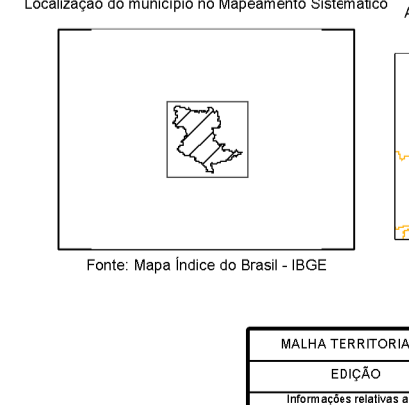 Localização do município no Mapeamento Sistemático
Fonte: Mapa Índice do Brasil - IBGE
MALHA TERRITORIA
EDIÇÃO
Informações relativas a